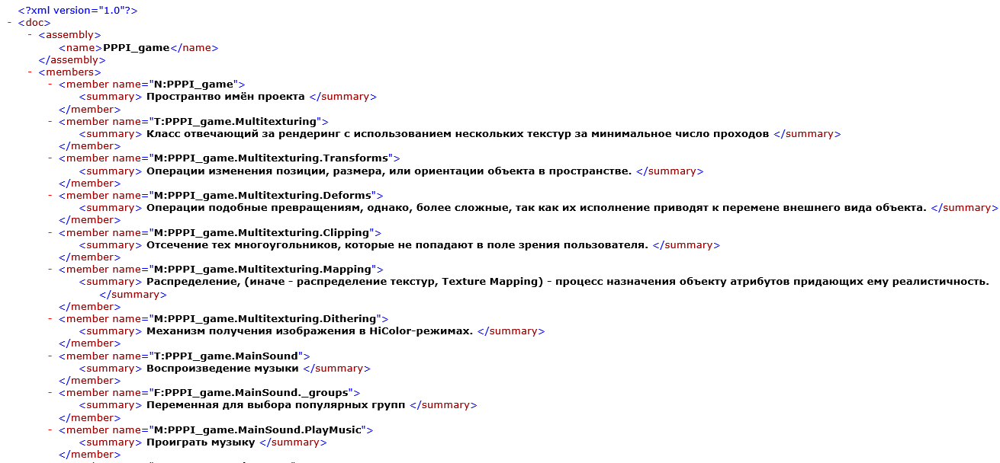 <?xml version="1.0"?>
- <doc>
- <assembly>
<name>PPPI_game</name>
</assembly>
- <members>
- <member name="N:PPPI_game">
<summary> Пространтво имён проекта </summary>
</member>
- <member name="T:PPPI_game.Multitexturing">
<summary> Класс отвечающий за рендеринг с использованием нескольких текстур за минимальное число проходов </summary>
</member>
- <member name="M:PPPI_game.Multitexturing.Transforms">
<summary> Операции изменения позиции, размера, или ориентации объекта в пространстве. </summary>
</member>
- <member name="M:PPPI_game.Multitexturing.Deforms">
<summary> Операции подобные превращениям, однако, более сложные, так как их исполнение приводят к перемене внешнего вида объекта. </summary>
</member>
- <member name="M:PPPI_game.Multitexturing.Clipping">
<summary> Отсечение тех многоугольников, которые не попадают в поле зрения пользователя. </summary>
</member>
- <member name="M:PPPI_game.Multitexturing.Mapping">
<summary> Распределение, (иначе - распределение текстур, Texture Mapping) - процесс назначения объекту атрибутов придающих ему реалистичность.
</summary>
</member>
- <member name="M:PPPI_game.Multitexturing.Dithering">
<summary> Механизм получения изображения в HiColor-режимах. </summary>
</member>
- <member name="T:PPPI_game.MainSound">
<summary> Воспроизведение музыки </summary>
</member>
- <member name="F:PPPI_game.MainSound._groups">
<summary> Переменная для выбора популярных групп </summary>
</member>
- <member name="M:PPPI_game.MainSound.PlayMusic">
<summary> Проиграть музыку </summary>
</member>